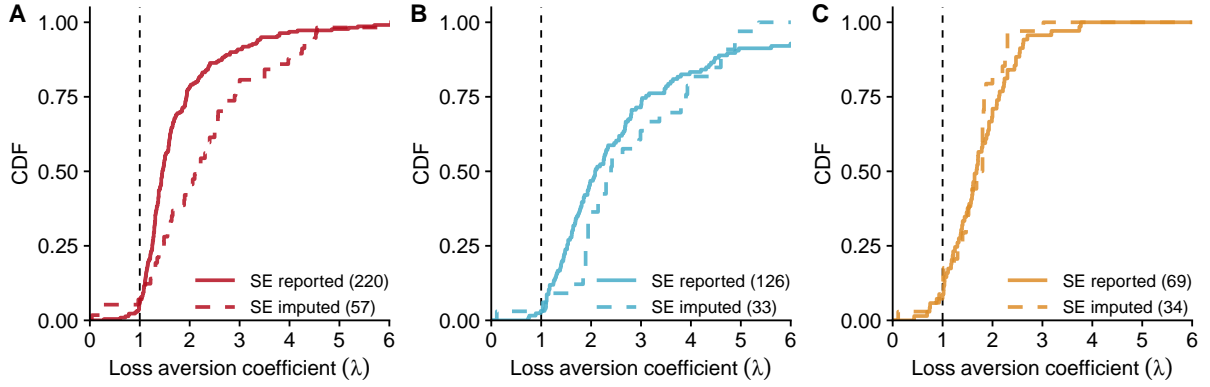 A
CDF
1.00
0.75
0.50
0.25
0.00
SE reported (220)
SE imputed (57)
0 1 2 3 4 5 6
Loss aversion coefficient (λ)
B
CDF
1.00
0.75
0.50
0.25
0.00
SE reported (126)
SE imputed (33)
0 1 2 3 4 5 6
Loss aversion coefficient (λ)
C
CDF
1.00
0.75
0.50
0.25
0.00
SE reported (69)
SE imputed (34)
0 1 2 3 4 5 6
Loss aversion coefficient (λ)